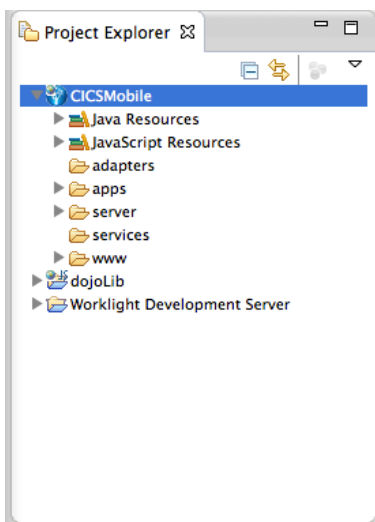 Project Explorer
CICSMobile
Java Resources
JavaScript Resources
adapters
apps
server
services
www
dojoLib
Worklight Development Server